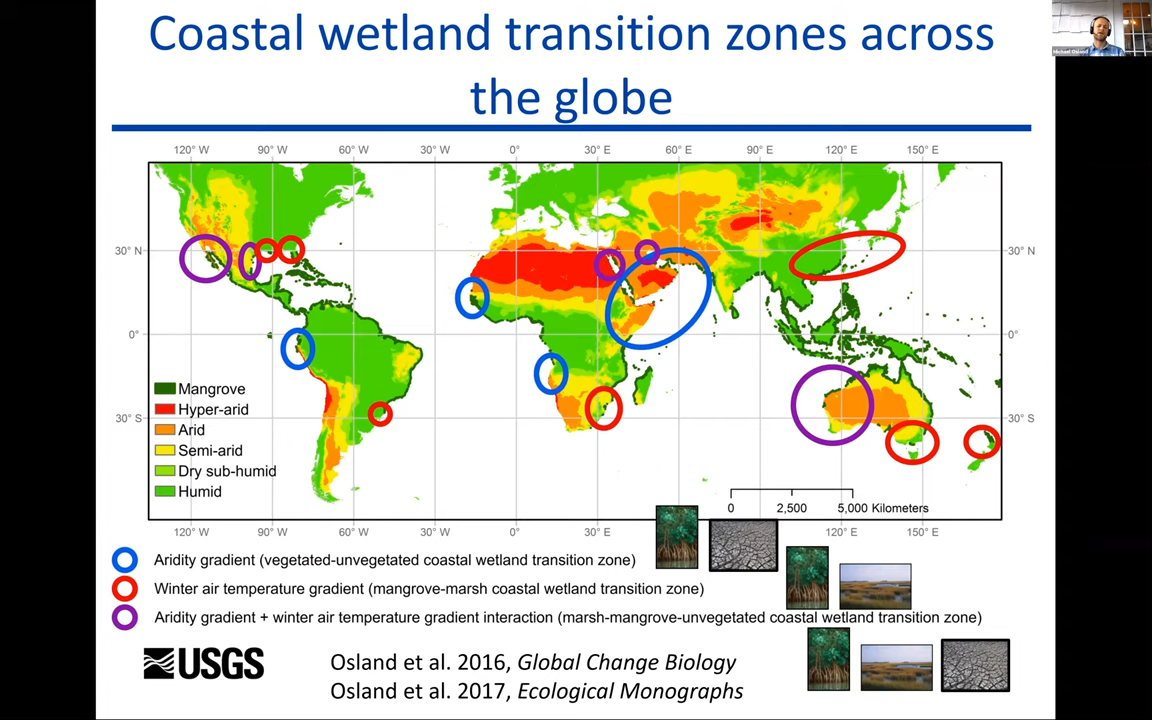 Coastal wetland transition zones across
the globe
Michael Osland
120° W 90° W 60° W 30° W 0° 30° E 60° E 90° E 120° E 150° E
30° N 30° N
0° 0°
30° S 30° S
Mangrove
Hyper-arid
Arid
Semi-arid
Dry sub-humid
Humid
0 2,500 5,000 Kilometers
120° W 90° W 60° W 30° W 0° 30° E 120° E 150° E
Aridity gradient (vegetated-unvegetated coastal wetland transition zone)
Winter air temperature gradient (mangrove-marsh coastal wetland transition zone)
Aridity gradient + winter air temperature gradient interaction (marsh-mangrove-unvegetated coastal wetland transition zone)
USGS
Osland et al. 2016, Global Change Biology
Osland et al. 2017, Ecological Monographs